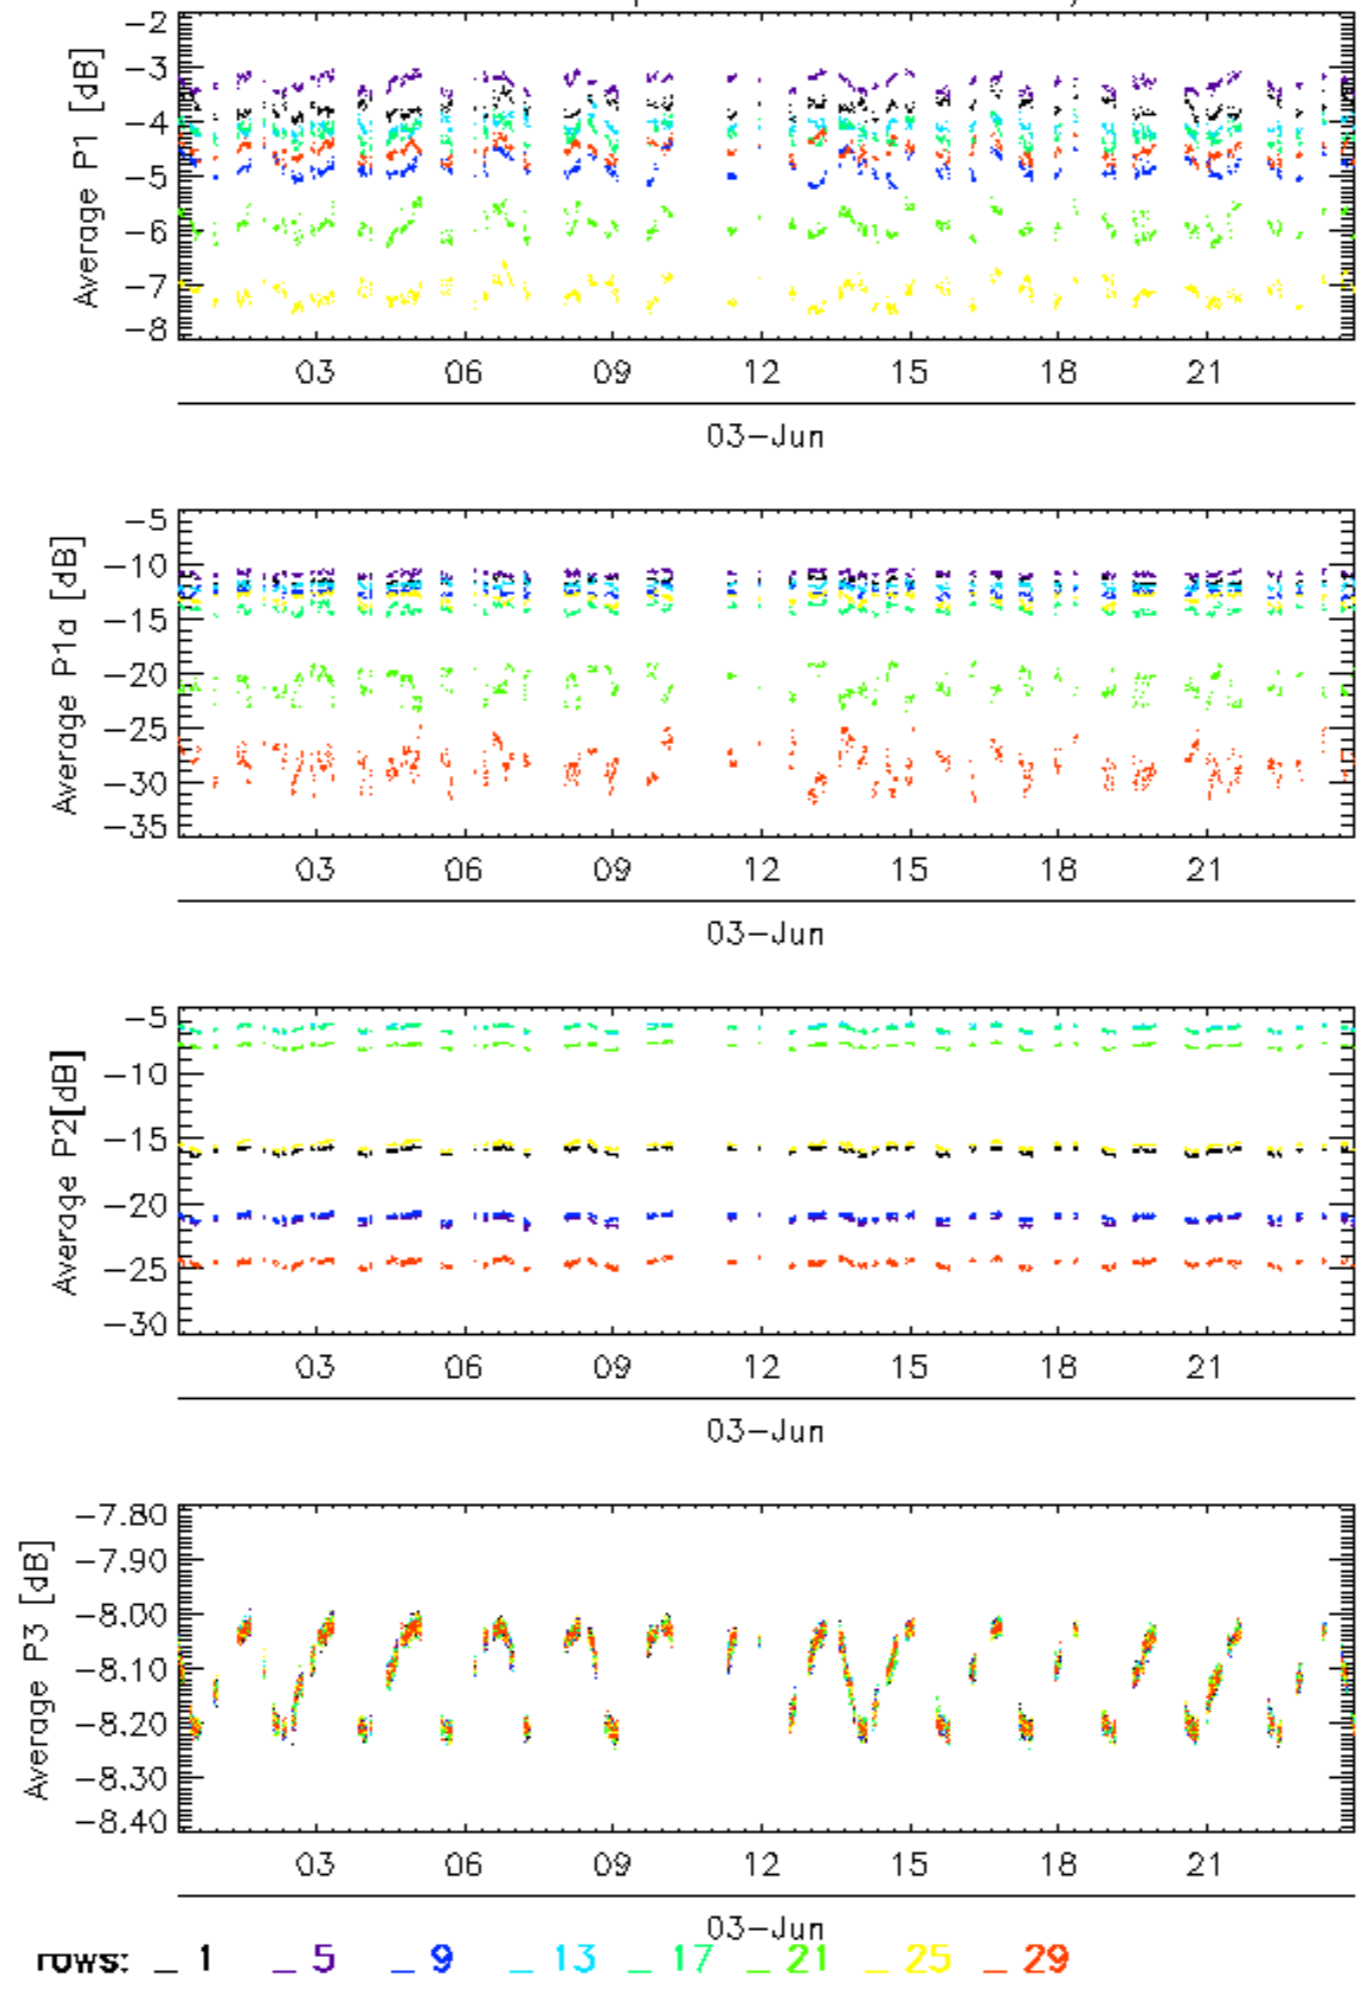 -2
-3
-4
-5
-6
-7
-8
Average P1 [dB]
03 06 09 12 15 18 21
03-Jun
-5
-10
-15
-20
-25
-30
-35
Average P1a [dB]
03 06 09 12 15 18 21
03-Jun
-5
-10
-15
-20
-25
-30
Average P2[dB]
03 06 09 12 15 18 21
03-Jun
-7.80
-7.90
-8.00
-8.10
-8.20
-8.30
-8.40
Average P3 [dB]
03 06 09 12 15 18 21
03-Jun
rows: _ 1 _ 5 _ 9 _ 13 _ 17 _ 21 _ 25 _ 29